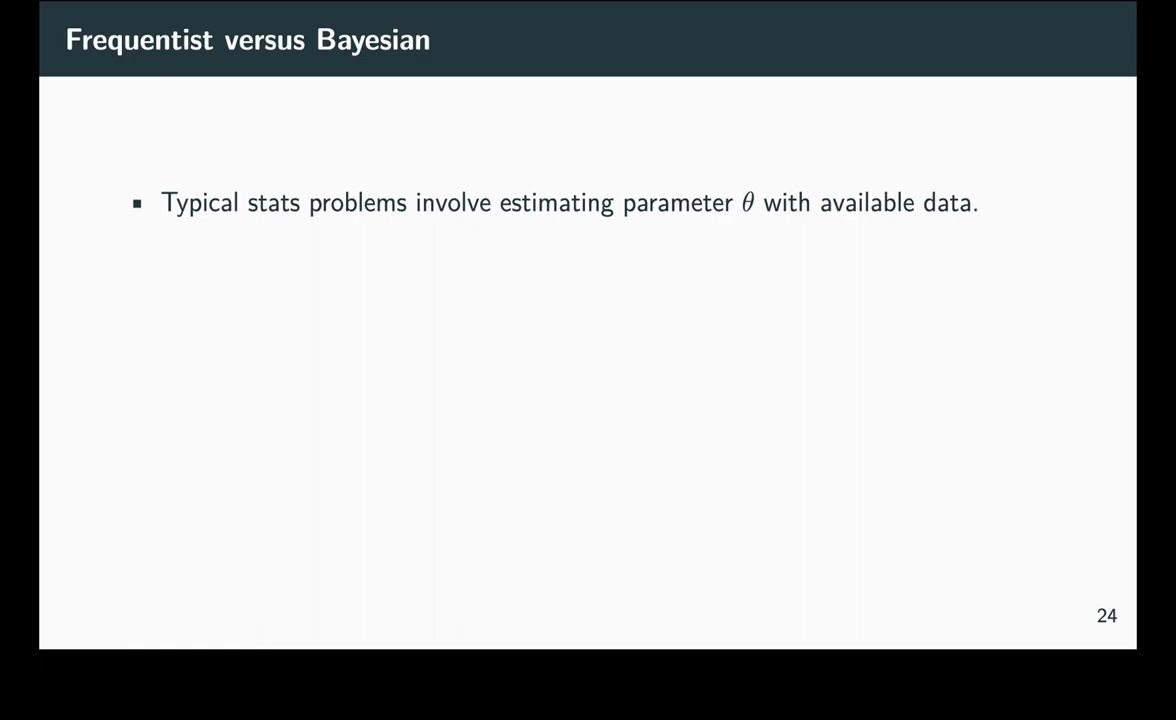 Frequentist versus Bayesian
▪ Typical stats problems involve estimating parameter θ with available data.
24